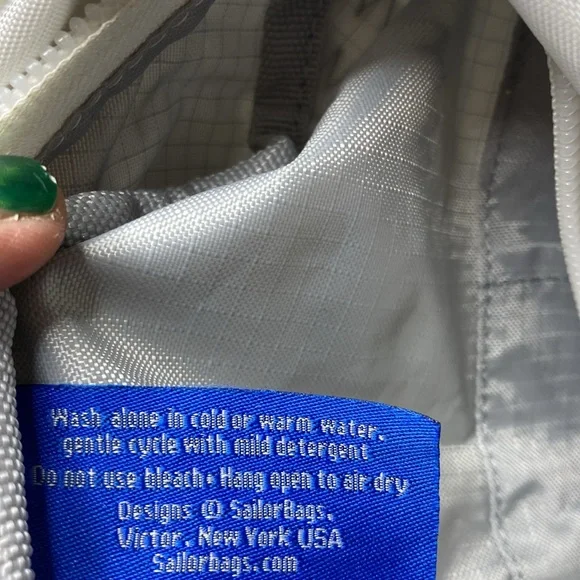 Wash alone in cold or warm water.
gentle cycle with mild detergent
Do not use bleach • Hang open to air dry
Designs © SailorBags.
Victor, New York USA
Sailorbags.com